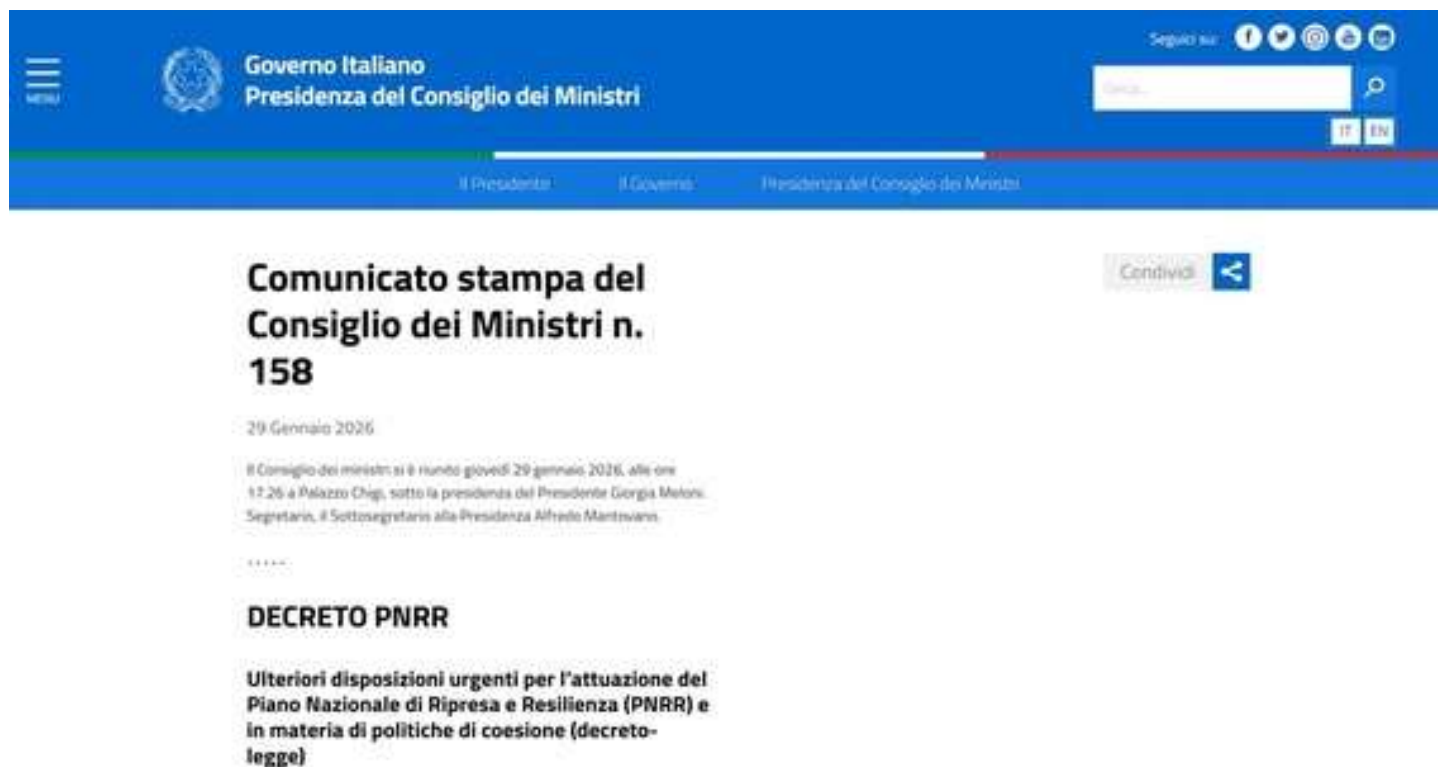 MENU
Governo Italiano
Presidenza del Consiglio dei Ministri
Seguici su
Cerca...
IT EN
Il Presidente Il Governo Presidenza del Consiglio dei Ministri
Comunicato stampa del
Consiglio dei Ministri n.
158
Condividi
29 Gennaio 2026
Il Consiglio dei ministri si è riunito giovedì 29 gennaio 2026, alle ore
17.26 a Palazzo Chigi, sotto la presidenza del Presidente Giorgia Meloni.
Segretario, il Sottosegretario alla Presidenza Alfredo Mantovano.
.....
DECRETO PNRR
Ulteriori disposizioni urgenti per l'attuazione del
Piano Nazionale di Ripresa e Resilienza (PNRR) e
in materia di politiche di coesione (decreto-
legge)